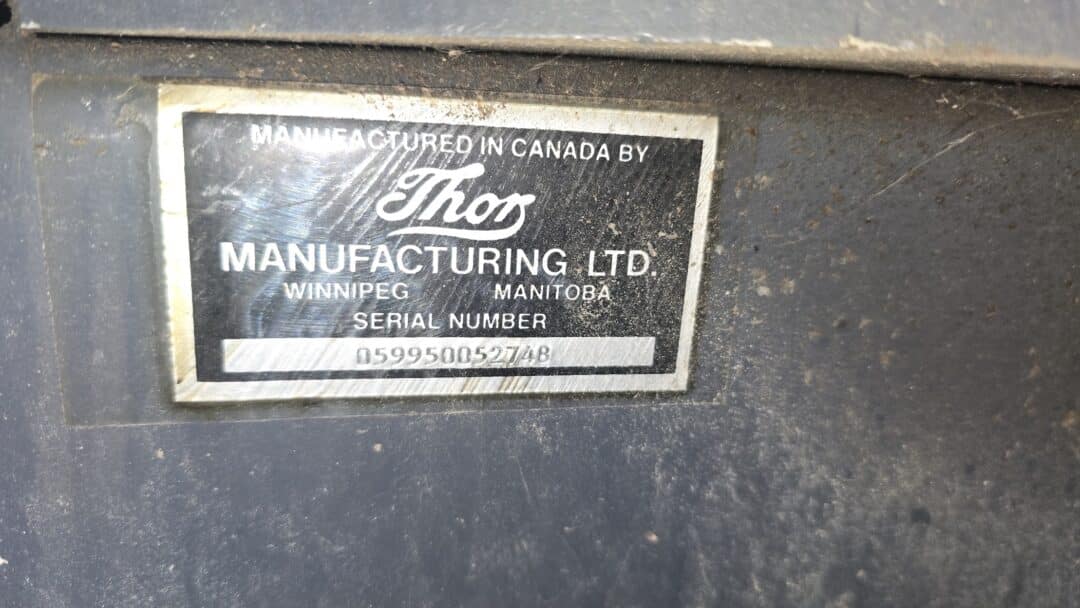 MANUFACTURED IN CANADA BY
Thor
MANUFACTURING LTD.
WINNIPEG MANITOBA
SERIAL NUMBER
059950052748